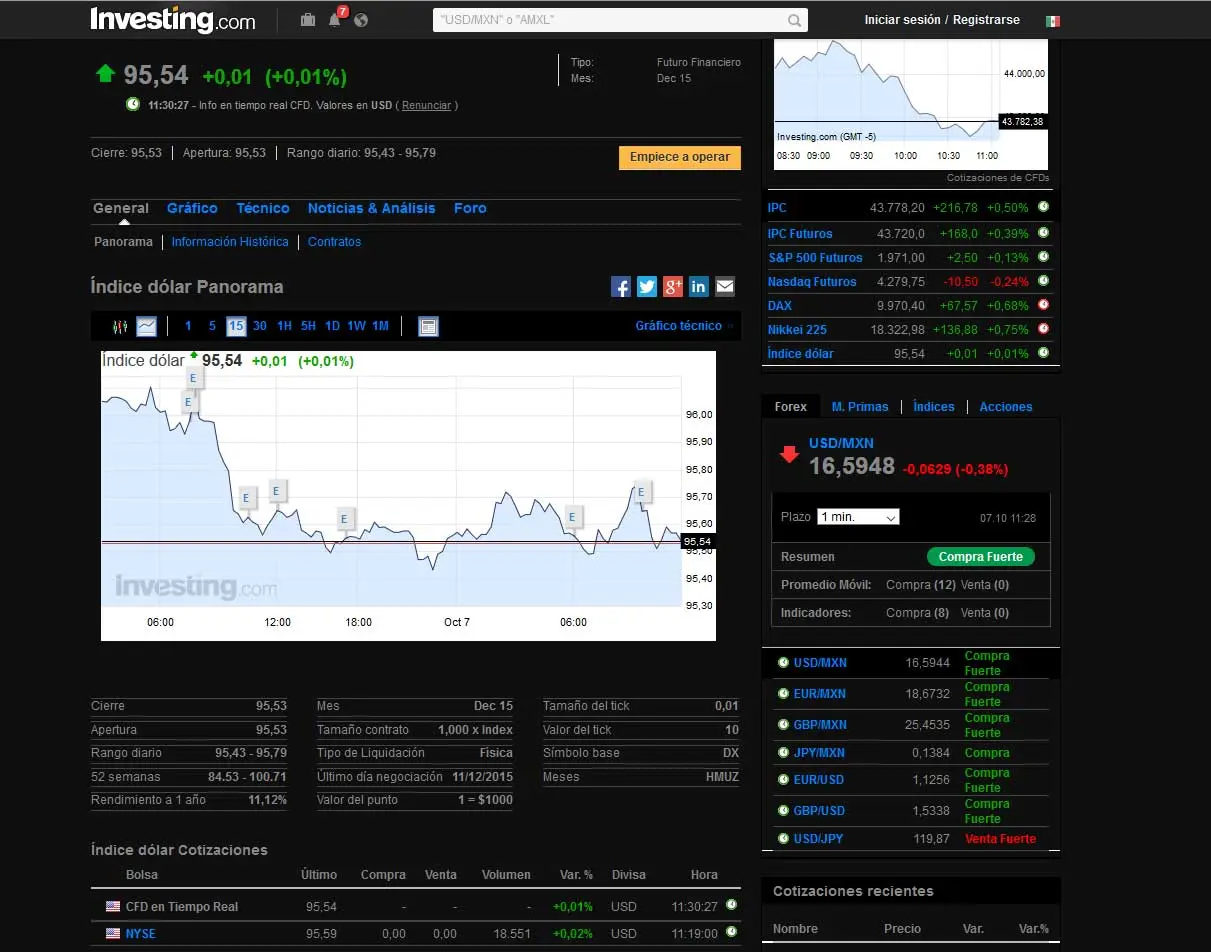 Investing.com
7
"USD/MXN" o "AMXL"
Iniciar sesión / Registrarse
95,54 +0,01 (+0,01%)
11:30:27 - Info en tiempo real CFD. Valores en USD ( Renunciar )
Tipo: Futuro Financiero
Mes: Dec 15
Cierre: 95,53 Apertura: 95,53 Rango diario: 95,43 - 95,79
Empiece a operar
General Gráfico Técnico Noticias & Análisis Foro
Panorama Información Histórica Contratos
Índice dólar Panorama
1 5 15 30 1H 5H 1D 1W 1M
Gráfico técnico »
Índice dólar 95,54 +0,01 (+0,01%)
E
E
E
E
E
E
E
96,00
95,90
95,80
95,70
95,60
95,54
95,50
95,40
95,30
Investing.com
06:00 12:00 18:00 Oct 7 06:00
Cierre 95,53
Apertura 95,53
Rango diario 95,43 - 95,79
52 semanas 84.53 - 100.71
Rendimiento a 1 año 11,12%
Mes Dec 15
Tamaño contrato 1,000 x Index
Tipo de Liquidación Física
Último día negociación 11/12/2015
Valor del punto 1 = $1000
Tamaño del tick 0,01
Valor del tick 10
Símbolo base DX
Meses HMUZ
Índice dólar Cotizaciones
Bolsa Último Compra Venta Volumen Var. % Divisa Hora
CFD en Tiempo Real 95,54 - - - +0,01% USD 11:30:27
NYSE 95,59 0,00 0,00 18.551 +0,02% USD 11:19:00
44.000,00
43.782,38
Investing.com (GMT -5)
08:30 09:00 09:30 10:00 10:30 11:00
Cotizaciones de CFDs
IPC 43.778,20 +216,78 +0,50%
IPC Futuros 43.720,0 +168,0 +0,39%
S&P 500 Futuros 1.971,00 +2,50 +0,13%
Nasdaq Futuros 4.279,75 -10,50 -0,24%
DAX 9.970,40 +67,57 +0,68%
Nikkei 225 18.322,98 +136,88 +0,75%
Índice dólar 95,54 +0,01 +0,01%
Forex M. Primas Índices Acciones
USD/MXN
16,5948 -0,0629 (-0,38%)
Plazo 1 min. 07.10 11:28
Resumen Compra Fuerte
Promedio Móvil: Compra (12) Venta (0)
Indicadores: Compra (8) Venta (0)
USD/MXN 16,5944 Compra
Fuerte
EUR/MXN 18,6732 Compra
Fuerte
GBP/MXN 25,4535 Compra
Fuerte
JPY/MXN 0,1384 Compra
EUR/USD 1,1256 Compra
Fuerte
GBP/USD 1,5338 Compra
Fuerte
USD/JPY 119,87 Venta Fuerte
Cotizaciones recientes
Nombre Precio Var. Var.%